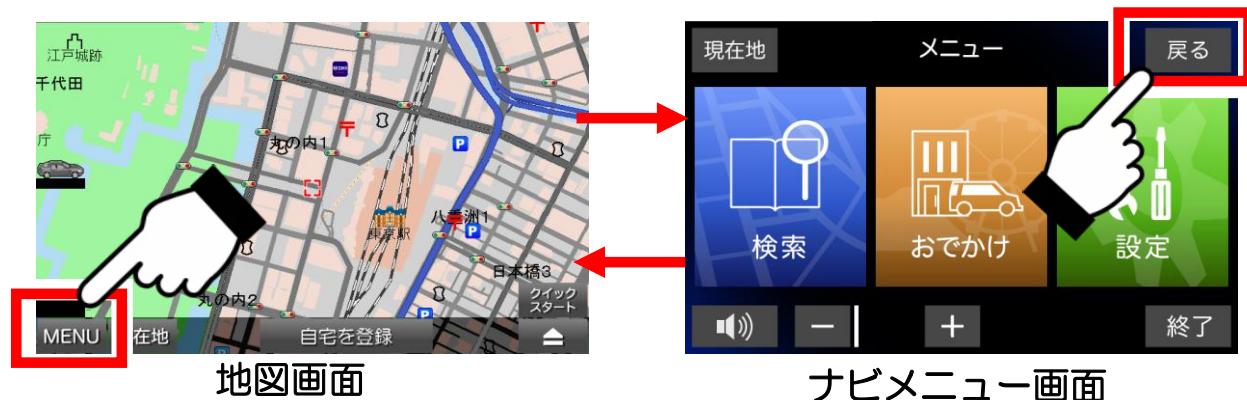 江戸城跡
千代田
庁
丸の内1
八重洲1
東京駅
日本橋3
丸の内2
クイック
スタート
MENU
在地
自宅を登録
地図画面
現在地
メニュー
戻る
検索
おでかけ
設定
終了
ナビメニュー画面